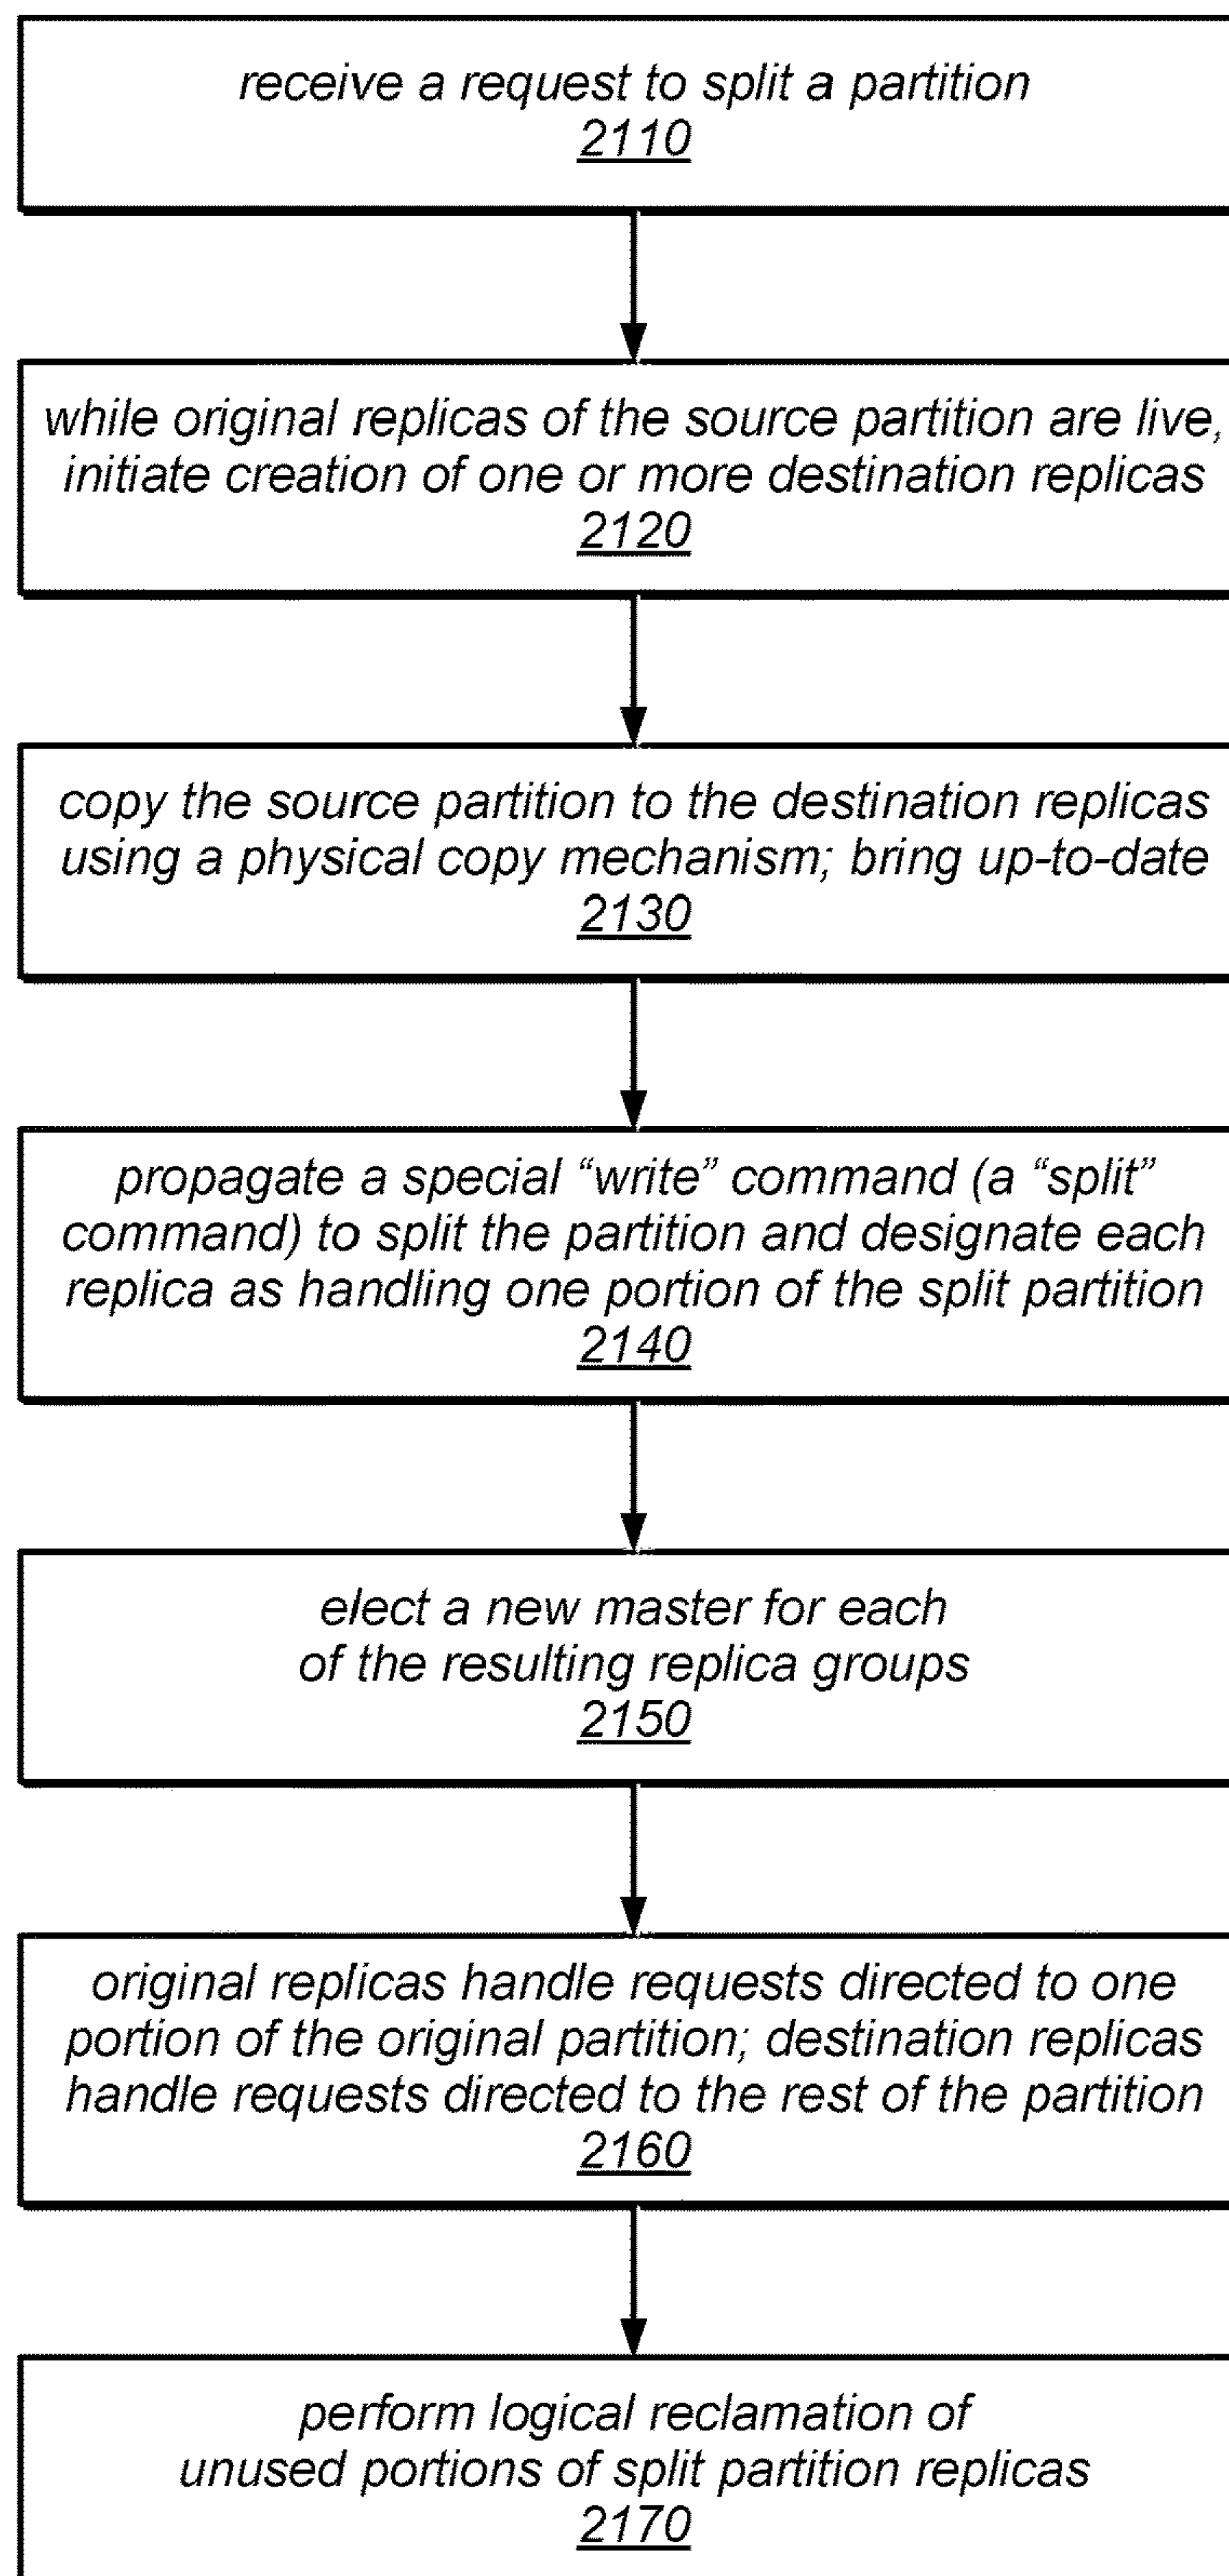 receive a request to split a partition
2110
while original replicas of the source partition are live,
initiate creation of one or more destination replicas
2120
copy the source partition to the destination replicas
using a physical copy mechanism; bring up-to-date
2130
propagate a special “write” command (a “split”
command) to split the partition and designate each
replica as handling one portion of the split partition
2140
elect a new master for each
of the resulting replica groups
2150
original replicas handle requests directed to one
portion of the original partition; destination replicas
handle requests directed to the rest of the partition
2160
perform logical reclamation of
unused portions of split partition replicas
2170